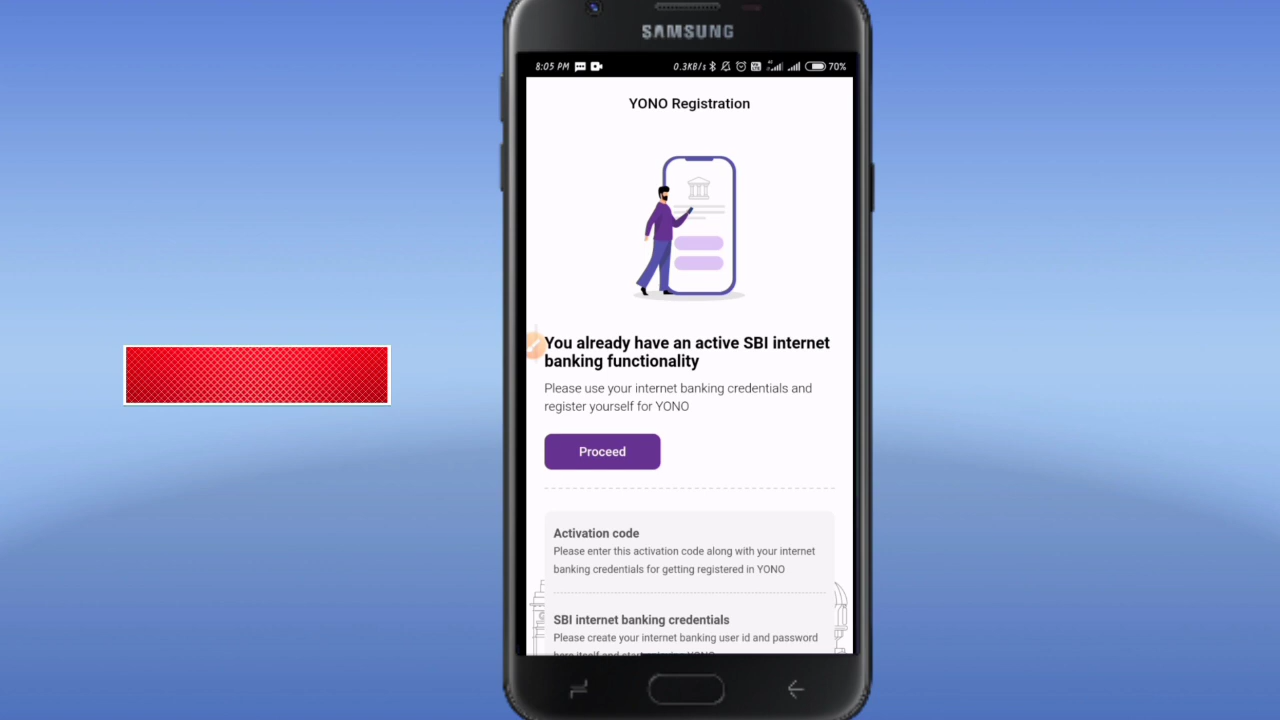 SAMSUNG
8:05 PM 0.3KB/s 4G 70%
YONO Registration
You already have an active SBI internet
banking functionality
Please use your internet banking credentials and
register yourself for YONO
Proceed
Activation code
Please enter this activation code along with your internet
banking credentials for getting registered in YONO
SBI internet banking credentials
Please create your internet banking user id and password